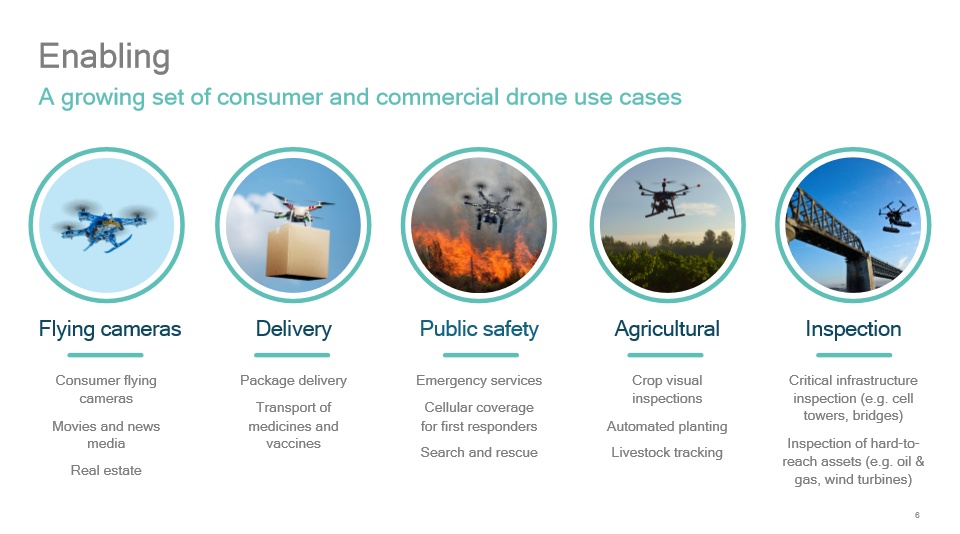 Enabling
A growing set of consumer and commercial drone use cases
Flying cameras
Consumer flying
cameras
Movies and news
media
Real estate
Delivery
Package delivery
Transport of
medicines and
vaccines
Public safety
Emergency services
Cellular coverage
for first responders
Search and rescue
Agricultural
Crop visual
inspections
Automated planting
Livestock tracking
Inspection
Critical infrastructure
inspection (e.g. cell
towers, bridges)
Inspection of hard-to-
reach assets (e.g. oil &
gas, wind turbines)
6